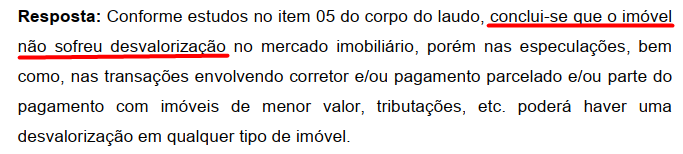 Resposta: Conforme estudos no item 05 do corpo do laudo, conclui-se que o imóvel
não sofreu desvalorização no mercado imobiliário, porém nas especulações, bem
como, nas transações envolvendo corretor e/ou pagamento parcelado e/ou parte do
pagamento com imóveis de menor valor, tributações, etc. poderá haver uma
desvalorização em qualquer tipo de imóvel.